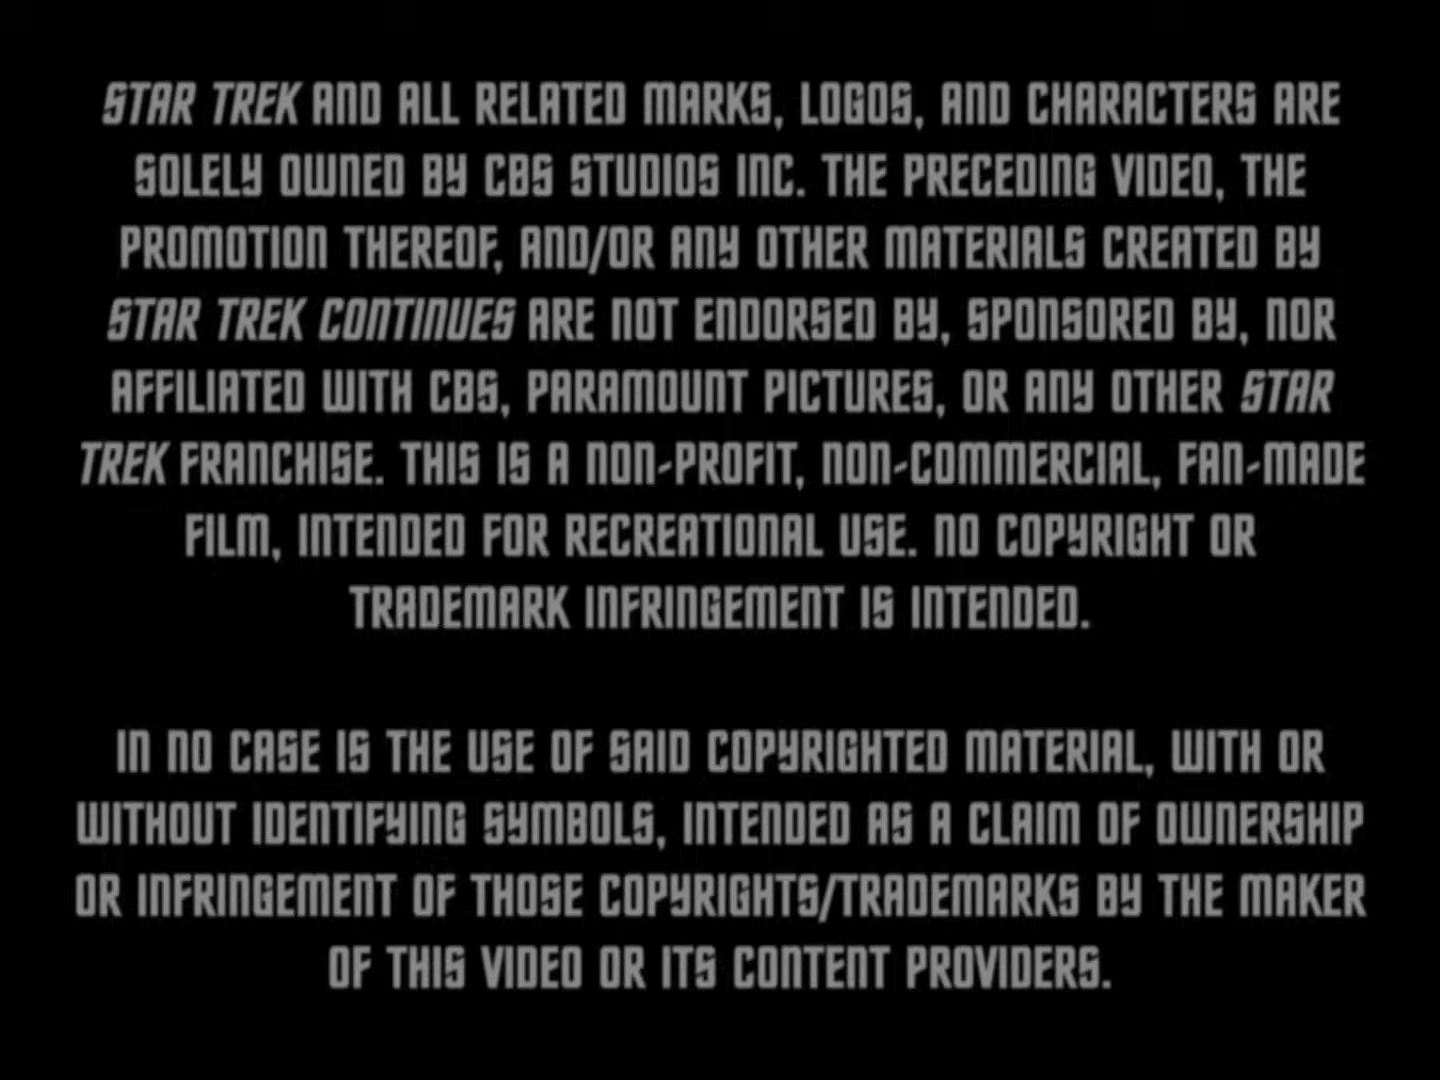 STAR TREK AND ALL RELATED MARKS, LOGOS, AND CHARACTERS ARE
SOLELY OWNED BY CBS STUDIOS INC. THE PRECEDING VIDEO, THE
PROMOTION THEREOF, AND/OR ANY OTHER MATERIALS CREATED BY
STAR TREK CONTINUES ARE NOT ENDORSED BY, SPONSORED BY, NOR
AFFILIATED WITH CBS, PARAMOUNT PICTURES, OR ANY OTHER STAR
TREK FRANCHISE. THIS IS A NON-PROFIT, NON-COMMERCIAL, FAN-MADE
FILM, INTENDED FOR RECREATIONAL USE. NO COPYRIGHT OR
TRADEMARK INFRINGEMENT IS INTENDED.
IN NO CASE IS THE USE OF SAID COPYRIGHTED MATERIAL, WITH OR
WITHOUT IDENTIFYING SYMBOLS, INTENDED AS A CLAIM OF OWNERSHIP
OR INFRINGEMENT OF THOSE COPYRIGHTS/TRADEMARKS BY THE MAKER
OF THIS VIDEO OR ITS CONTENT PROVIDERS.